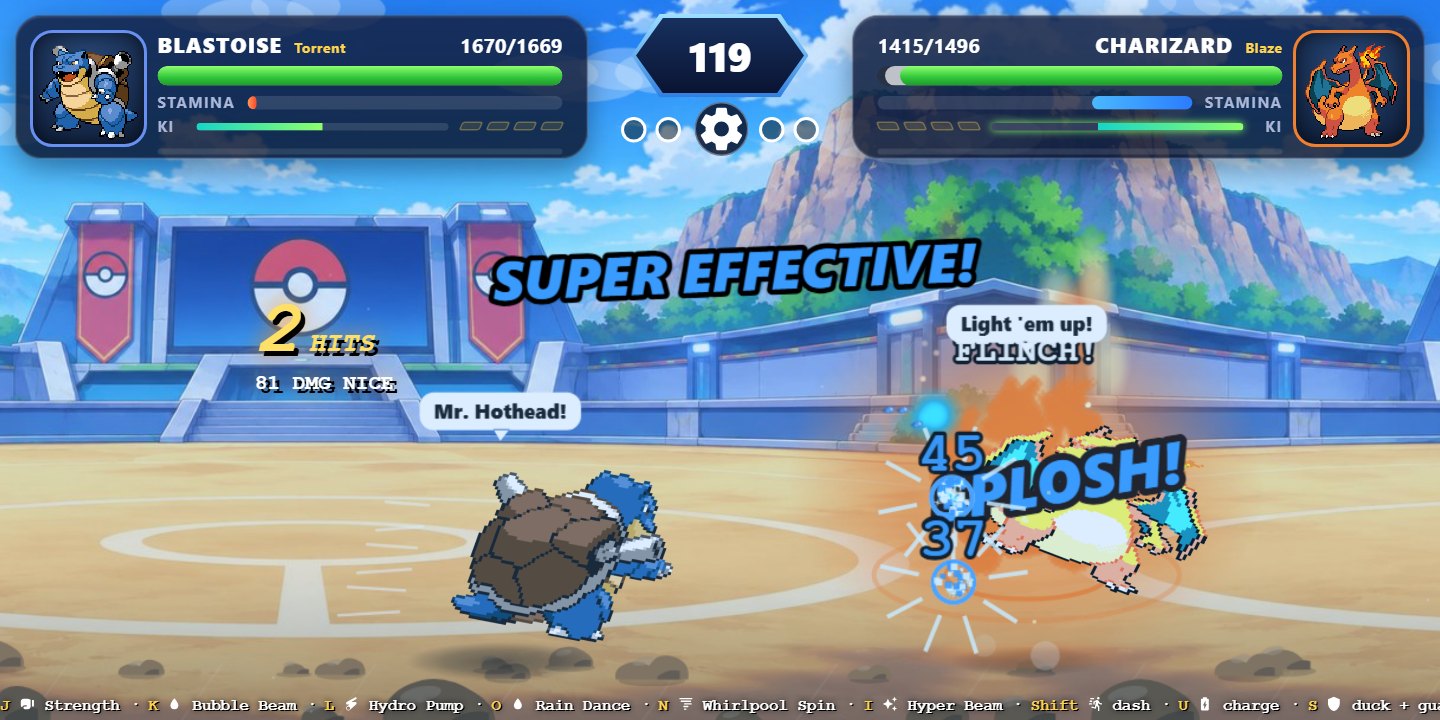 BLASTOISE Torrent 1670/1669
STAMINA
KI
119
1415/1496 CHARIZARD Blaze
STAMINA
KI
SUPER EFFECTIVE!
2 HITS
81 DMG NICE
Light 'em up!
FLINCH!
Mr. Hothead!
45
SPLOSH!
37
J Strength · K Bubble Beam · L Hydro Pump · O Rain Dance · N Whirlpool Spin · I Hyper Beam · Shift dash · U charge · S duck + gua